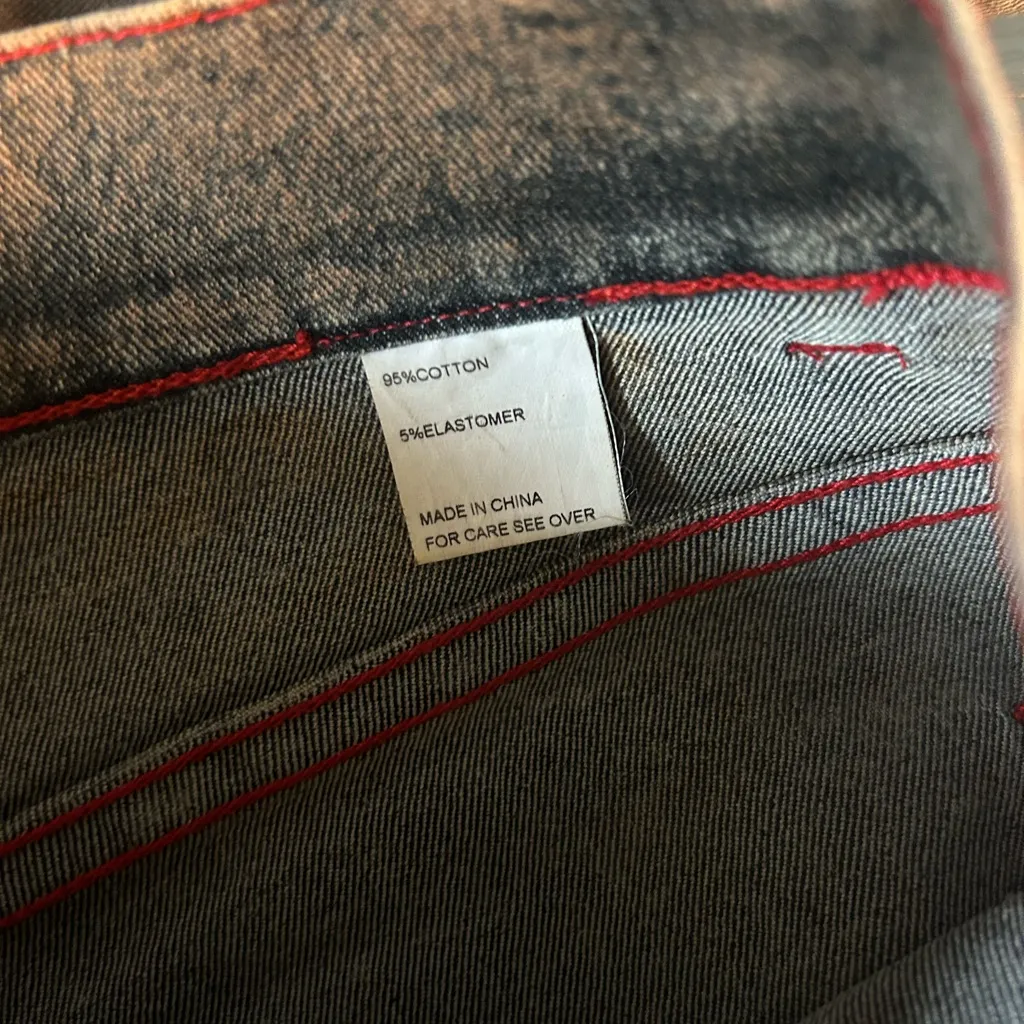 95%COTTON
5%ELASTOMER
MADE IN CHINA
FOR CARE SEE OVER